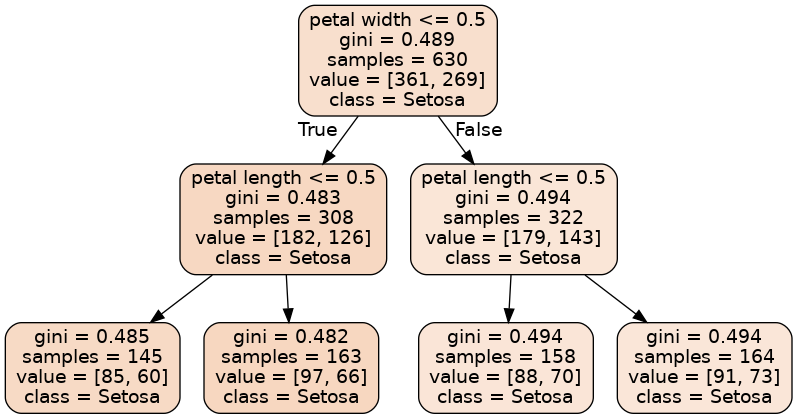 petal width <= 0.5
gini = 0.489
samples = 630
value = [361, 269]
class = Setosa
True
False
petal length <= 0.5
gini = 0.483
samples = 308
value = [182, 126]
class = Setosa
petal length <= 0.5
gini = 0.494
samples = 322
value = [179, 143]
class = Setosa
gini = 0.485
samples = 145
value = [85, 60]
class = Setosa
gini = 0.482
samples = 163
value = [97, 66]
class = Setosa
gini = 0.494
samples = 158
value = [88, 70]
class = Setosa
gini = 0.494
samples = 164
value = [91, 73]
class = Setosa